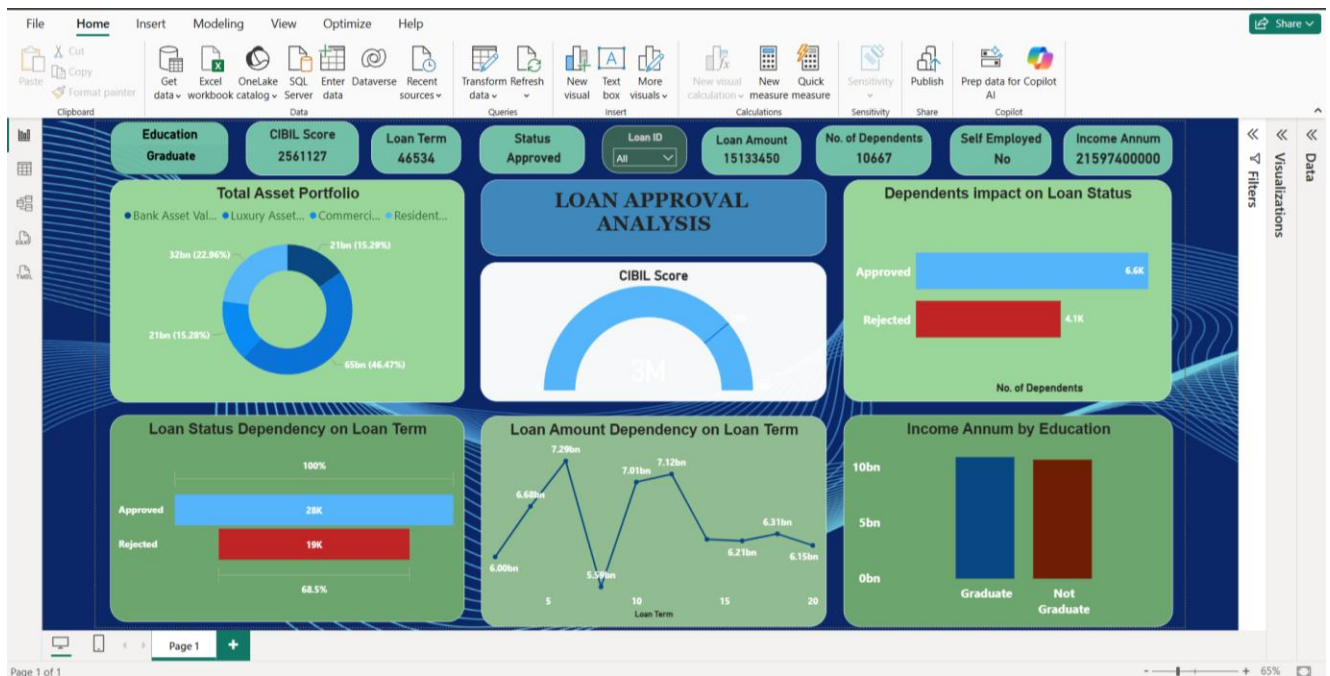 File Home Insert Modeling View Optimize Help
Share
Paste
Cut
Copy
Format painter
Clipboard
Get data
Excel workbook
OneLake catalog
SQL Server
Enter data
Dataverse
Recent sources
Data
Transform data
Refresh
Queries
New visual
Text box
More visuals
Insert
New visual calculation
New measure
Quick measure
Calculations
Sensitivity
Sensitivity
Publish
Share
Prep data for AI
Copilot
Copilot
Education
Graduate
CIBIL Score
2561127
Loan Term
46534
Status
Approved
Loan ID
All
Loan Amount
15133450
No. of Dependents
10667
Self Employed
No
Income Annum
21597400000
Filters
Visualizations
Data
Total Asset Portfolio
Bank Asset Val... Luxury Asset... Commerci... Resident...
21bn (15.29%)
32bn (22.96%)
21bn (15.28%)
65bn (46.47%)
LOAN APPROVAL
ANALYSIS
CIBIL Score
3M
Dependents impact on Loan Status
Approved
6.6K
Rejected
4.1K
No. of Dependents
Loan Status Dependency on Loan Term
100%
Approved
28K
Rejected
19K
68.5%
Loan Amount Dependency on Loan Term
7.29bn
7.01bn
7.12bn
6.68bn
6.00bn
5.59bn
6.21bn
6.31bn
6.15bn
5 10 15 20
Loan Term
Income Annum by Education
10bn
5bn
0bn
Graduate
Not
Graduate
Page 1
Page 1 of 1
65%